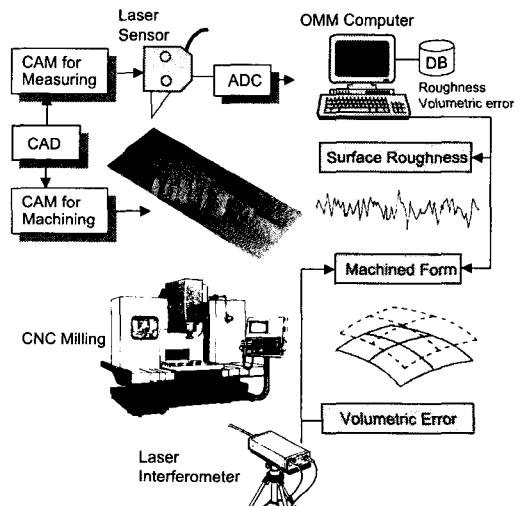 Laser
Sensor
OMM Computer
CAM for
Measuring
ADC
DB
Roughness
Volumetric error
CAD
Surface Roughness
CAM for
Machining
Machined Form
CNC Milling
Volumetric Error
Laser
Interferometer